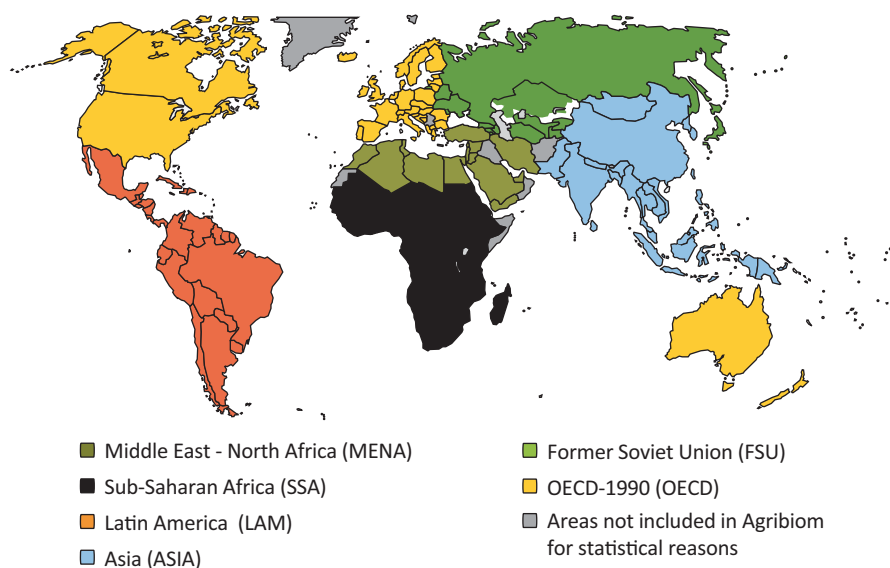 Middle East - North Africa (MENA)
Sub-Saharan Africa (SSA)
Latin America (LAM)
Asia (ASIA)
Former Soviet Union (FSU)
OECD-1990 (OECD)
Areas not included in Agribiom
for statistical reasons